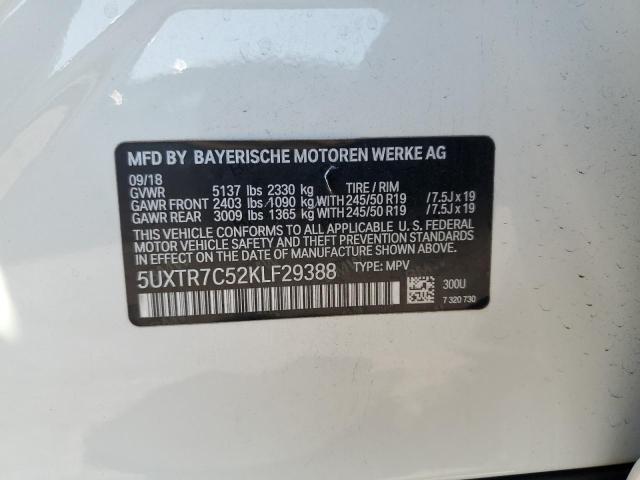 MFD BY BAYERISCHE MOTOREN WERKE AG
09/18
GVWR 5137 lbs 2330 kg TIRE / RIM
GAWR FRONT 2403 lbs 1090 kg WITH 245/50 R19 /7.5J x 19
GAWR REAR 3009 lbs 1365 kg WITH 245/50 R19 /7.5J x 19
THIS VEHICLE CONFORMS TO ALL APPLICABLE U. S. FEDERAL
MOTOR VEHICLE SAFETY AND THEFT PREVENTION STANDARDS
IN EFFECT ON THE DATE OF MANUFACTURE SHOWN ABOVE.
5UXTR7C52KLF29388 TYPE: MPV
300U
7 320 730